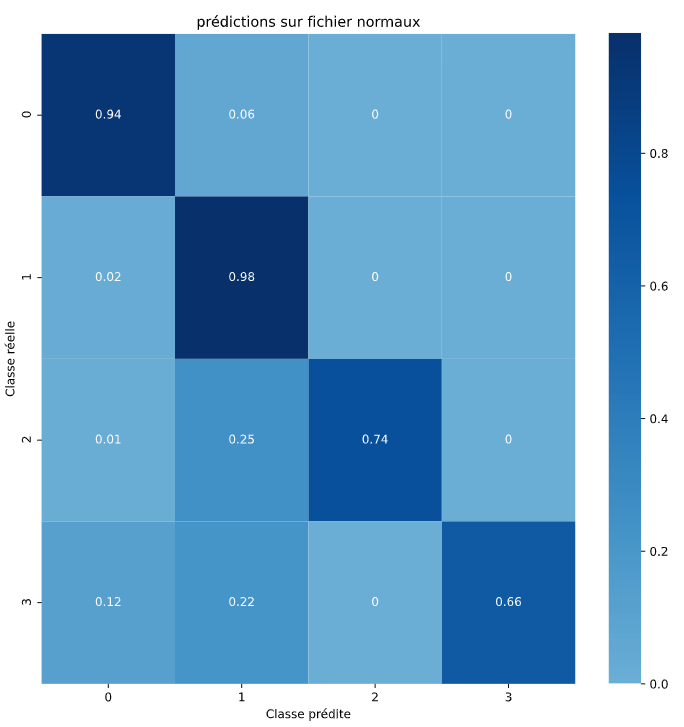 prédictions sur fichier normaux
0 0.94 0.06 0 0
1 0.02 0.98 0 0
2 0.01 0.25 0.74 0
3 0.12 0.22 0 0.66
0 1 2 3
Classe prédite
Classe réelle
0.8
0.6
0.4
0.2
0.0